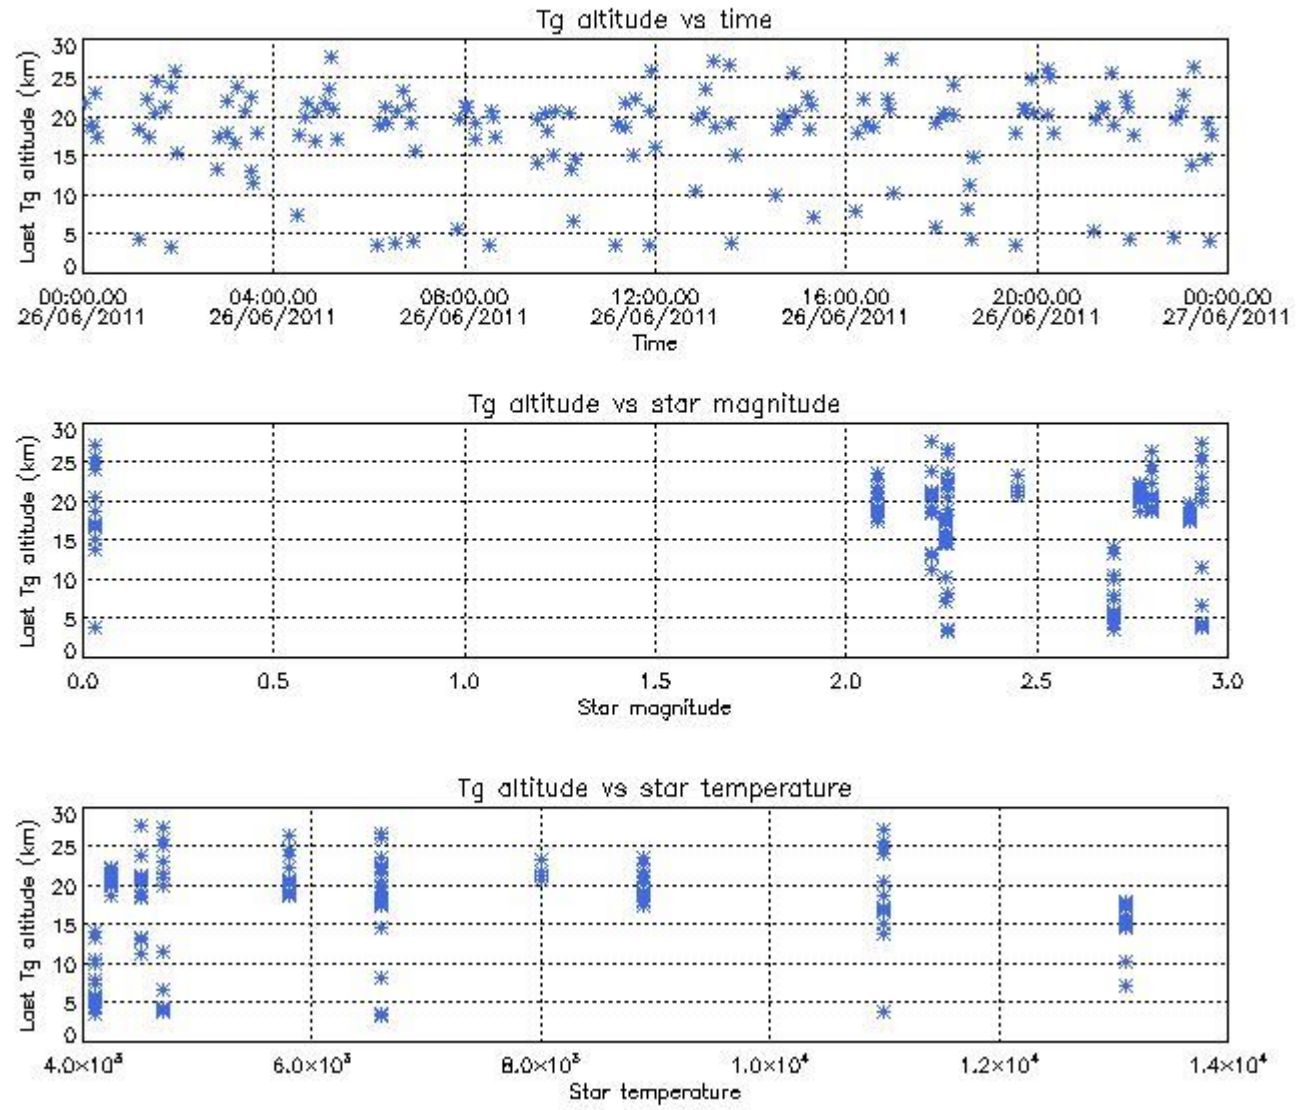 Tg altitude vs time
Last Tg altitude (km)
30
25
20
15
10
5
0
00:00.00 04:00.00 08:00.00 12:00.00 16:00.00 20:00.00 00:00.00
26/06/2011 26/06/2011 26/06/2011 26/06/2011 26/06/2011 26/06/2011 27/06/2011
Time
Tg altitude vs star magnitude
Last Tg altitude (km)
30
25
20
15
10
5
0
0.0 0.5 1.0 1.5 2.0 2.5 3.0
Star magnitude
Tg altitude vs star temperature
Last Tg altitude (km)
30
25
20
15
10
5
0
4.0×10³ 6.0×10³ 8.0×10³ 1.0×10⁴ 1.2×10⁴ 1.4×10⁴
Star temperature